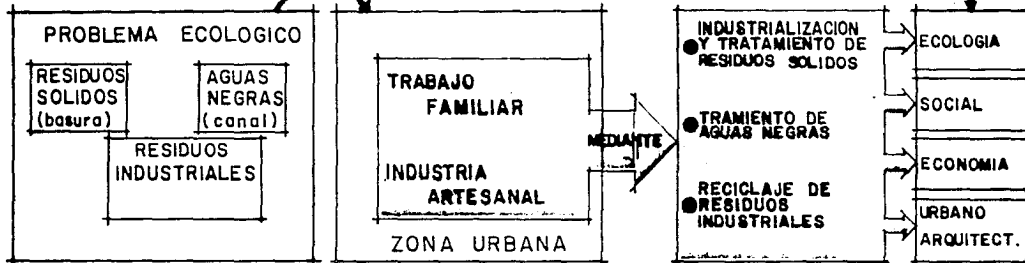 PROBLEMA ECOLOGICO
RESIDUOS
SOLIDOS
(basura)
AGUAS
NEGRAS
(canal)
RESIDUOS
INDUSTRIALES
TRABAJO
FAMILIAR
INDUSTRIA
ARTESANAL
ZONA URBANA
MEDIANTE
INDUSTRIALIZACION
Y TRATAMIENTO DE
RESIDUOS SOLIDOS
TRAMIENTO DE
AGUAS NEGRAS
RECICLAJE DE
RESIDUOS
INDUSTRIALES
ECOLOGIA
SOCIAL
ECONOMIA
URBANO
ARQUITECT.